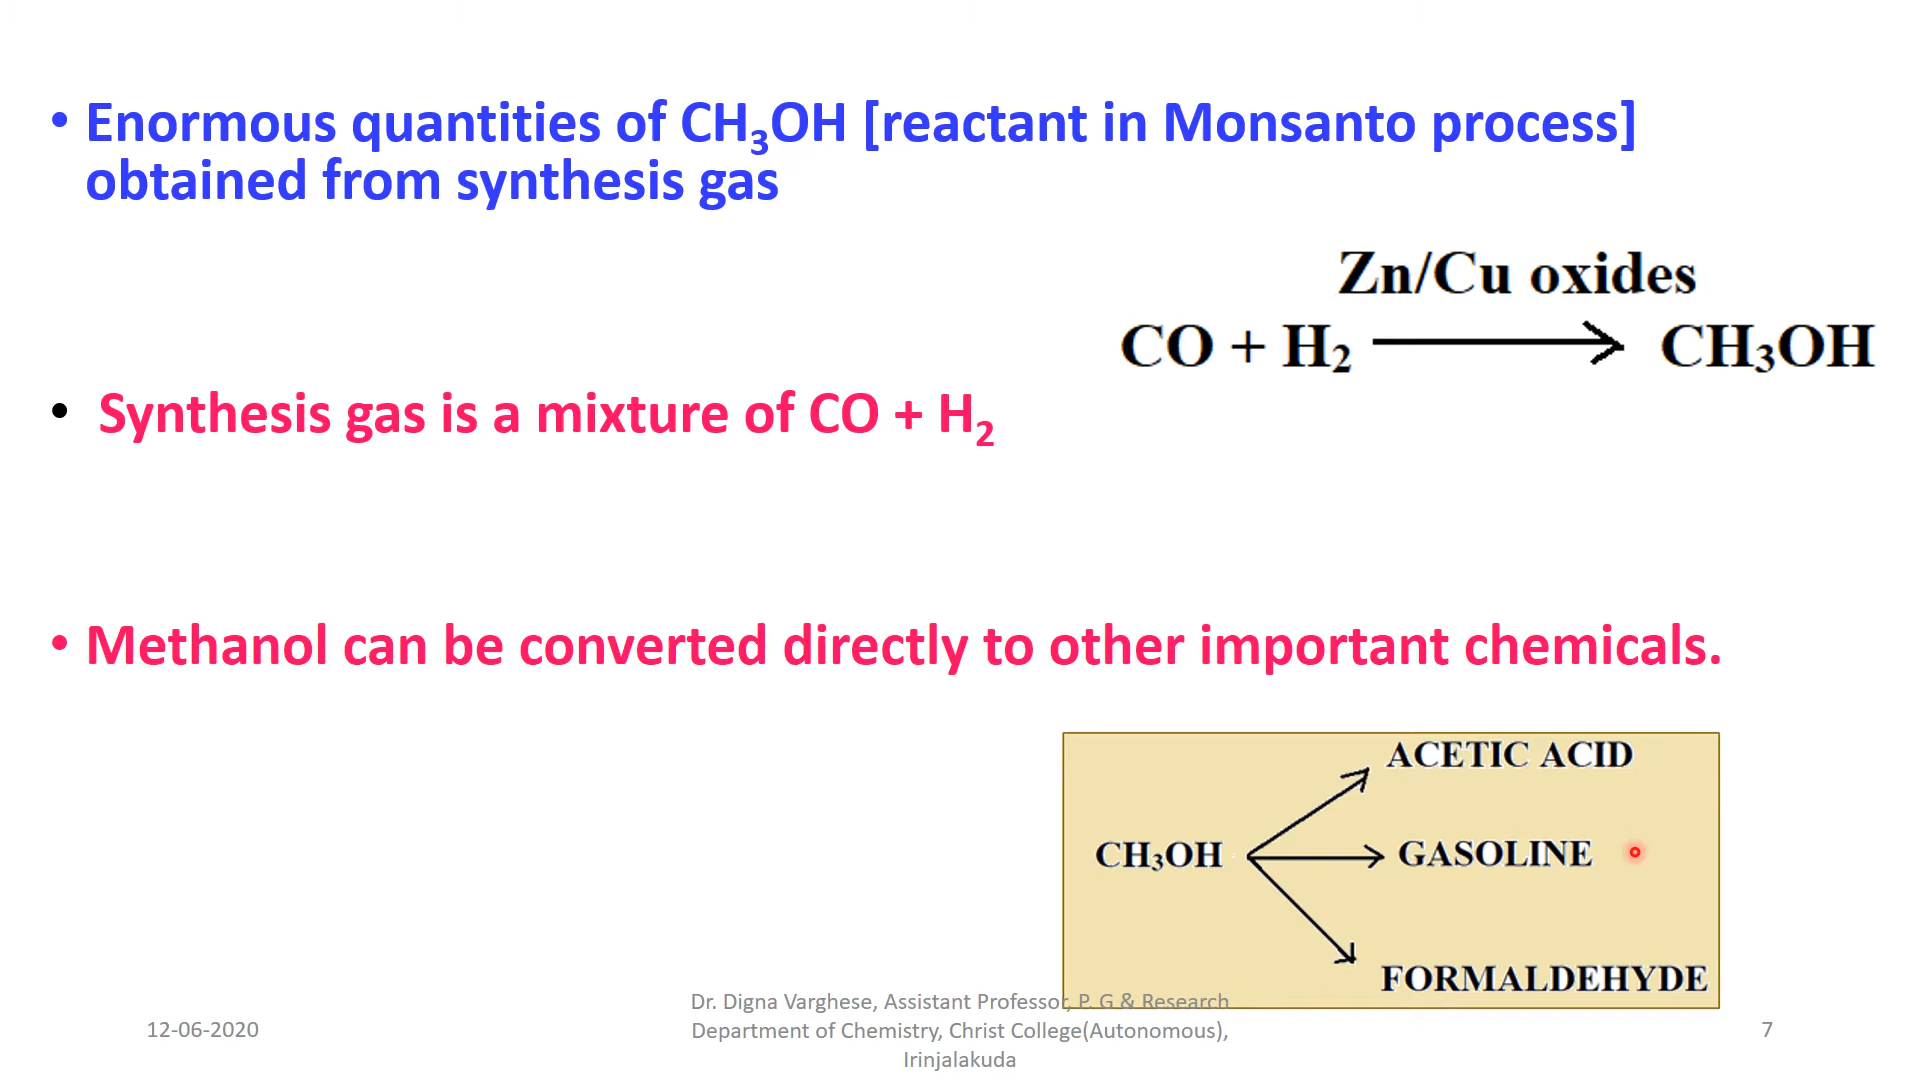 • Enormous quantities of CH₃OH [reactant in Monsanto process]
obtained from synthesis gas
Zn/Cu oxides
CO + H₂ → CH₃OH
• Synthesis gas is a mixture of CO + H₂
• Methanol can be converted directly to other important chemicals.
ACETIC ACID
CH₃OH
GASOLINE
FORMALDEHYDE
12-06-2020
Dr. Digna Varghese, Assistant Professor, P. G & Research
Department of Chemistry, Christ College(Autonomous),
Irinjalakuda
7